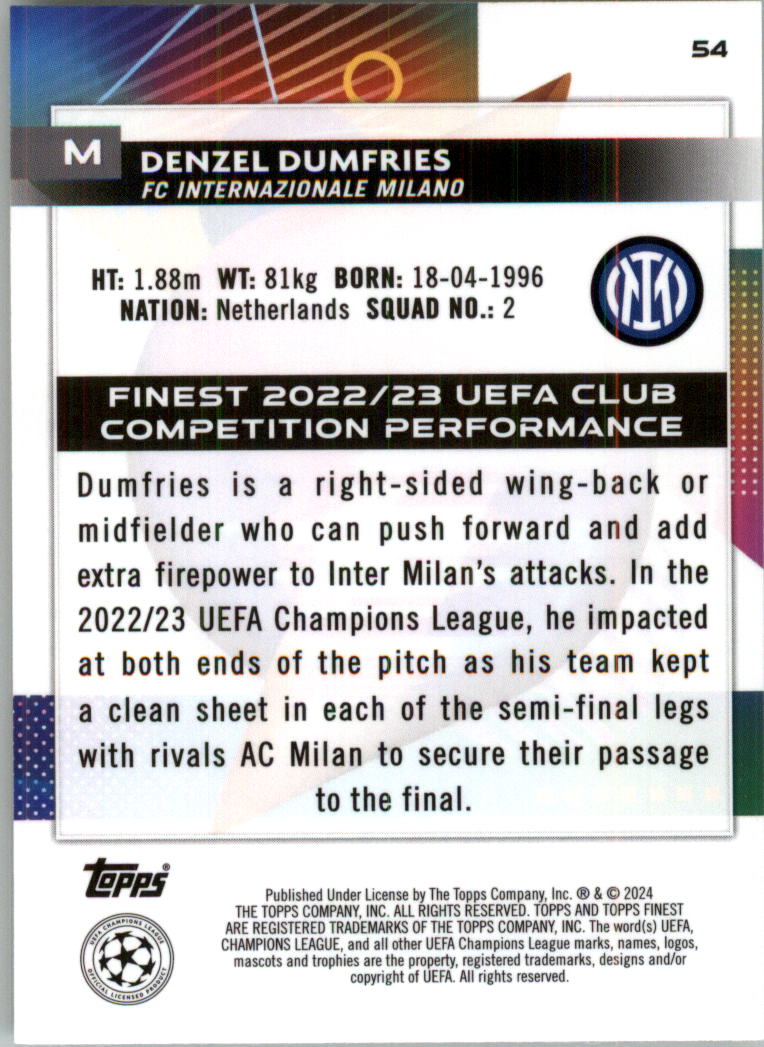 54
M
DENZEL DUMFRIES
FC INTERNAZIONALE MILANO
HT: 1.88m WT: 81kg BORN: 18-04-1996
NATION: Netherlands SQUAD NO.: 2
FINEST 2022/23 UEFA CLUB
COMPETITION PERFORMANCE
Dumfries is a right-sided wing-back or
midfielder who can push forward and add
extra firepower to Inter Milan's attacks. In the
2022/23 UEFA Champions League, he impacted
at both ends of the pitch as his team kept
a clean sheet in each of the semi-final legs
with rivals AC Milan to secure their passage
to the final.
Topps®
UEFA CHAMPIONS LEAGUE
OFFICIAL LICENSED PRODUCT
Published Under License by The Topps Company, Inc. ® & © 2024
THE TOPPS COMPANY, INC. ALL RIGHTS RESERVED. TOPPS AND TOPPS FINEST
ARE REGISTERED TRADEMARKS OF THE TOPPS COMPANY, INC. The word(s) UEFA,
CHAMPIONS LEAGUE, and all other UEFA Champions League marks, names, logos,
mascots and trophies are the property, registered trademarks, designs and/or
copyright of UEFA. All rights reserved.